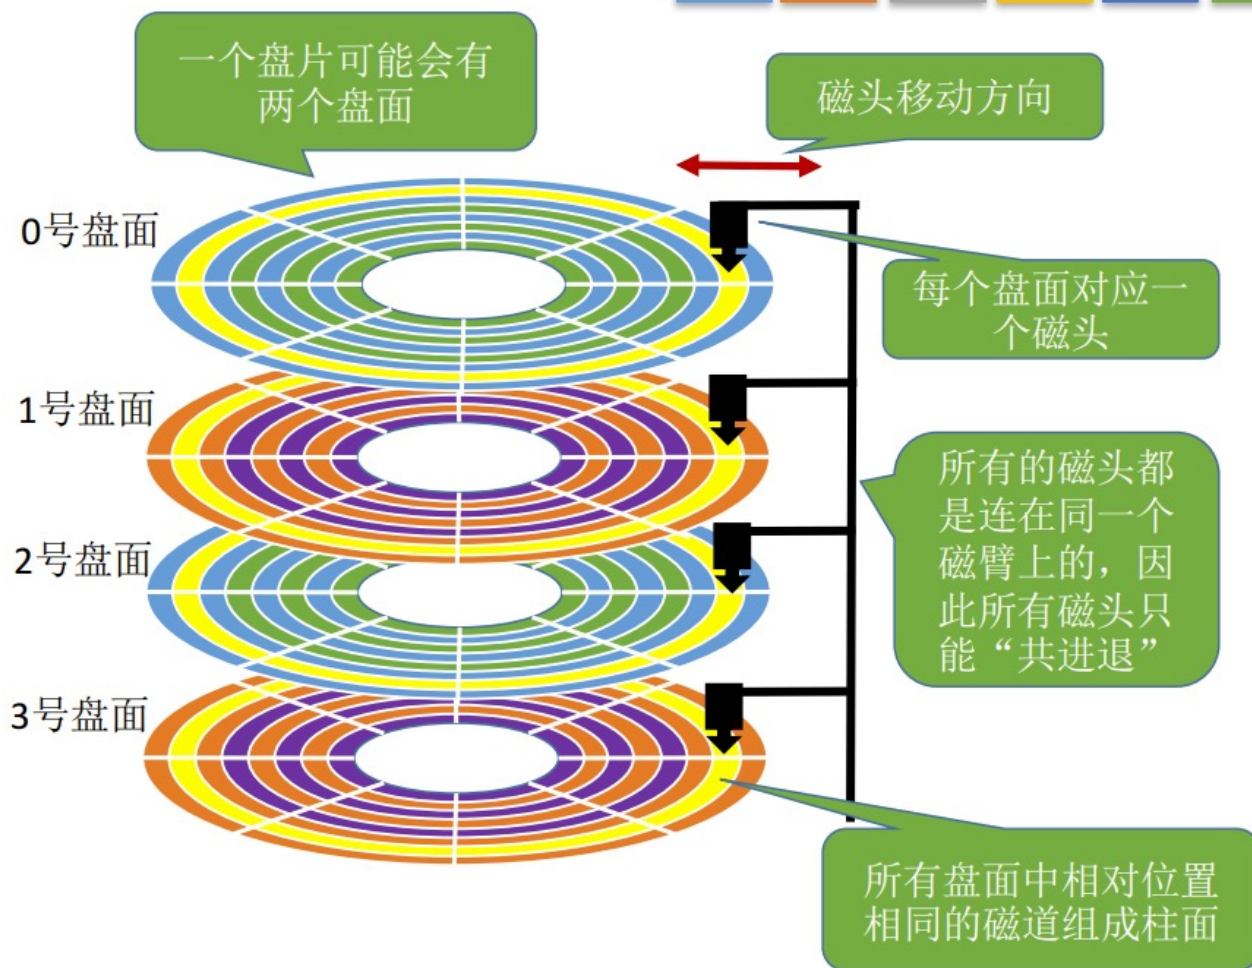 一个盘片可能会有
两个盘面
磁头移动方向
0号盘面
每个盘面对应一
个磁头
1号盘面
所有的磁头都
是连在同一个
磁臂上的，因
此所有磁头只
能“共进退”
2号盘面
3号盘面
所有盘面中相对位置
相同的磁道组成柱面